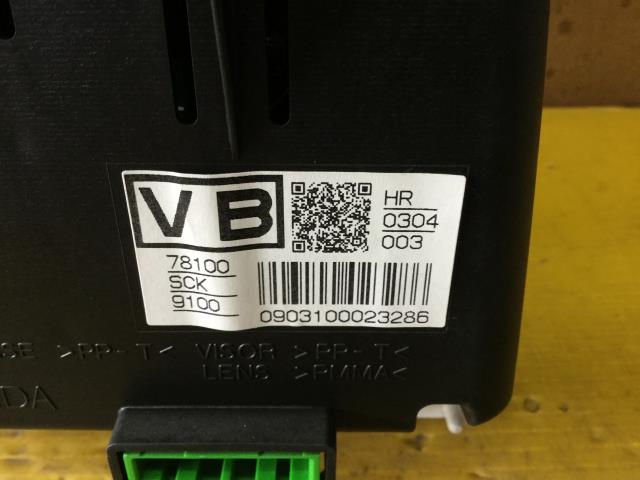 VB
HR
0304
003
78100
SCK
9100
0903100023286
SE >PP-T< VISOR >PP-T<
LENS >PMMA<
DA